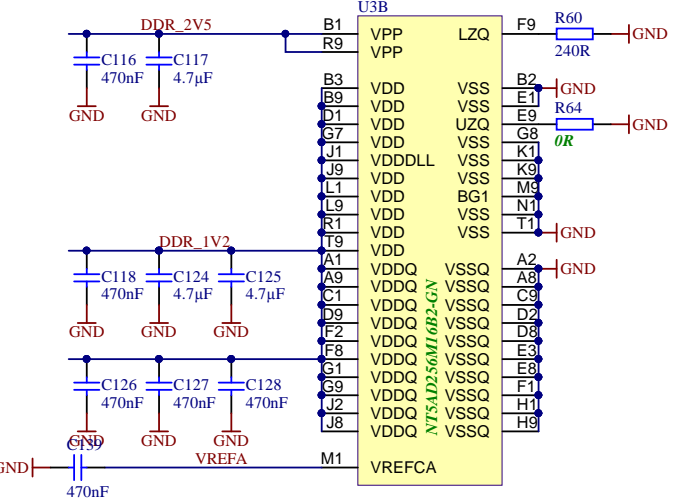 U3B
DDR_2V5
B1 VPP LZQ F9 R60 GND
R9 VPP 240R
C116 C117
470nF 4.7µF
GND GND
B3 VDD VSS B2 GND
B9 VDD VSS E1
D1 VDD UZQ E9 R64 GND
0R
G7 VDD VSS G8
J1 VDDDLL VSS K1
J9 VDD VSS K9
L1 VDD BG1 M9
L9 VDD VSS N1
R1 VDD VSS T1 GND
DDR_1V2
T9 VDD
A1 VDDQ VSSQ A2 GND
C118 C124 C125
470nF 4.7µF 4.7µF
GND GND GND
A9 VDDQ VSSQ A8
C1 VDDQ VSSQ C9
D9 VDDQ VSSQ D2
F2 VDDQ VSSQ D8
F8 VDDQ VSSQ E3
G1 VDDQ VSSQ E8
G9 VDDQ VSSQ F1
J2 VDDQ VSSQ H1
J8 VDDQ VSSQ H9
NT5AD256M16B2-GN
C126 C127 C128
470nF 470nF 470nF
GND GND GND
C139
GND VREFA M1 VREFCA
470nF